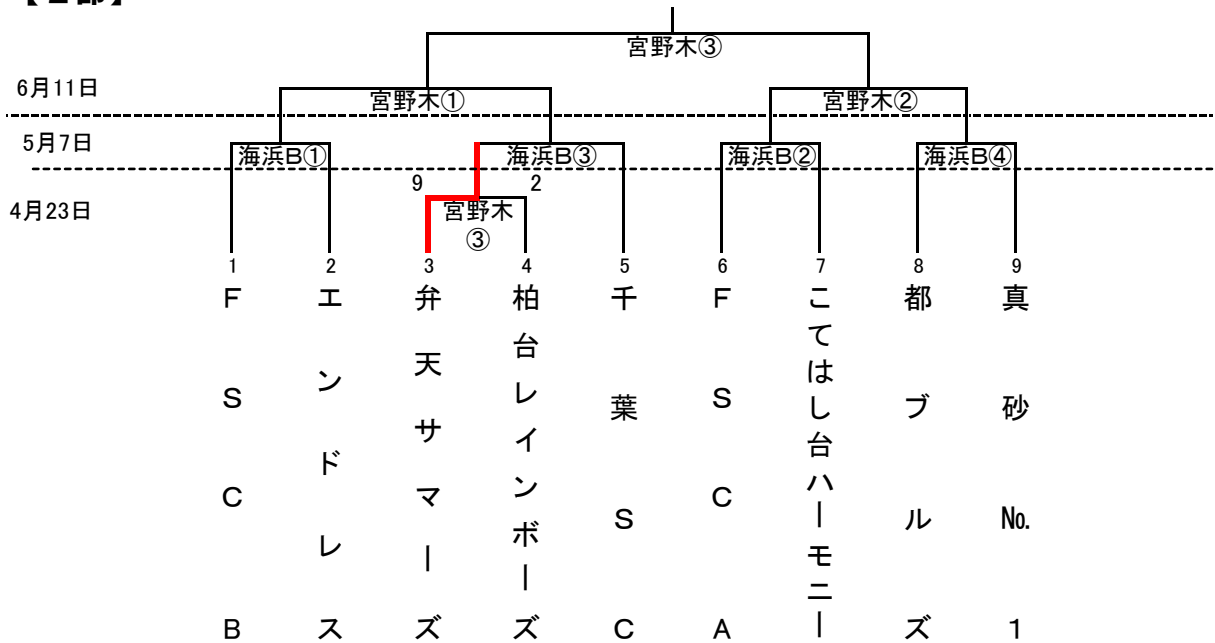 宮野木③
6月11日
宮野木①
宮野木②
5月7日
海浜B①
海浜B③
海浜B②
海浜B④
9
2
4月23日
宮野木
③
1
2
3
4
5
6
7
8
9
FSCB
エンドレス
弁天サマーズ
柏台レインボーズ
千葉SC
FSCA
こてはし台ハーモニー
都ブルズ
真砂№1